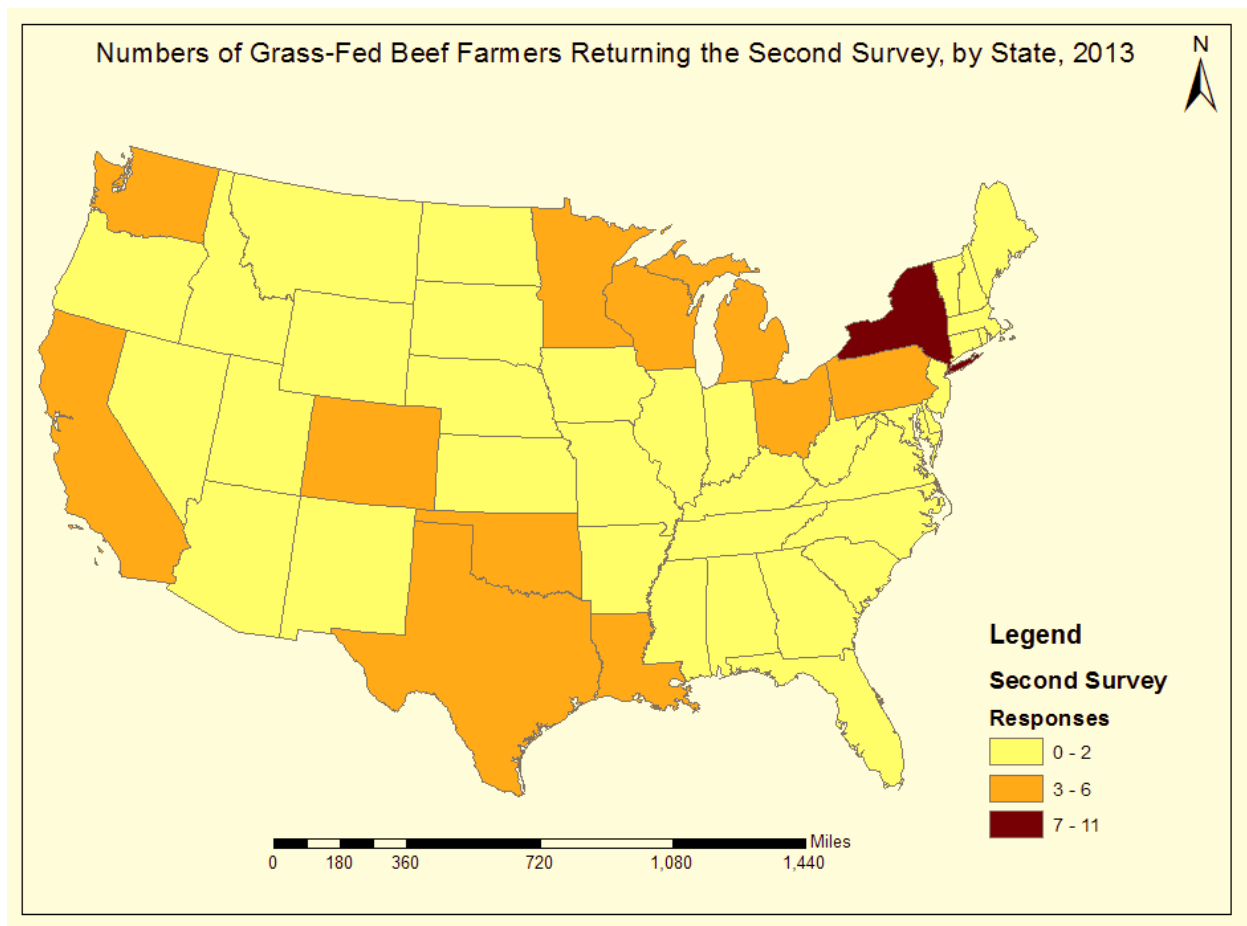 Numbers of Grass-Fed Beef Farmers Returning the Second Survey, by State, 2013
N
Legend
Second Survey
Responses
0 - 2
3 - 6
7 - 11
Miles
0 180 360 720 1,080 1,440